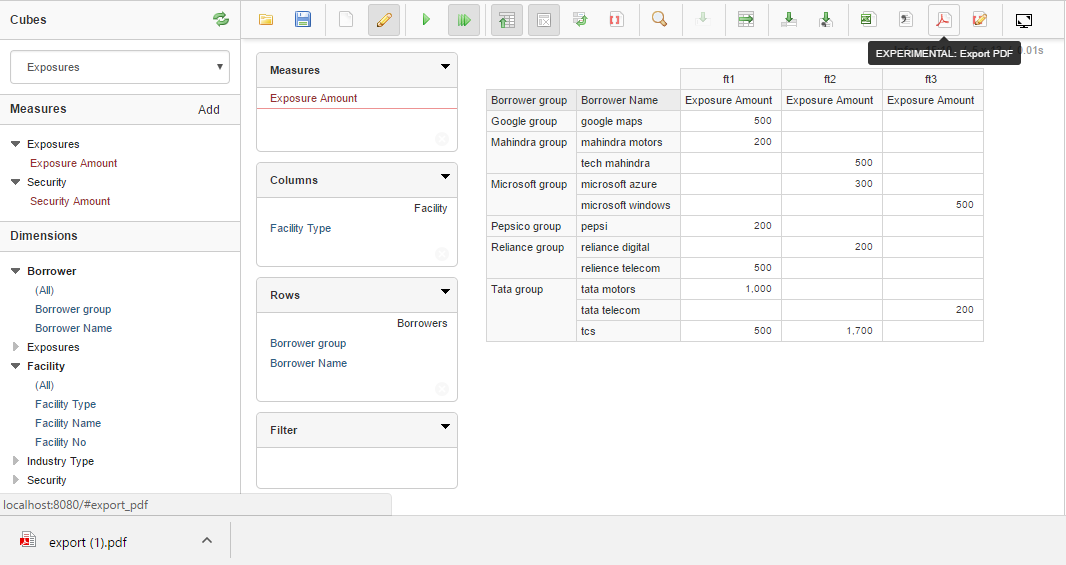 Cubes
Exposures
Measures Add
Exposures
Exposure Amount
Security
Security Amount
Dimensions
Borrower
(All)
Borrower group
Borrower Name
Exposures
Facility
(All)
Facility Type
Facility Name
Facility No
Industry Type
Security
localhost:8080/#export_pdf
Measures
Exposure Amount
Columns
Facility
Facility Type
Rows
Borrowers
Borrower group
Borrower Name
Filter
0.01s
EXPERIMENTAL: Export PDF
ft1 ft2 ft3
Borrower group Borrower Name Exposure Amount Exposure Amount Exposure Amount
Google group google maps 500
Mahindra group mahindra motors 200
tech mahindra 500
Microsoft group microsoft azure 300
microsoft windows 500
Pepsico group pepsi 200
Reliance group reliance digital 200
relience telecom 500
Tata group tata motors 1,000
tata telecom 200
tcs 500 1,700
export (1).pdf